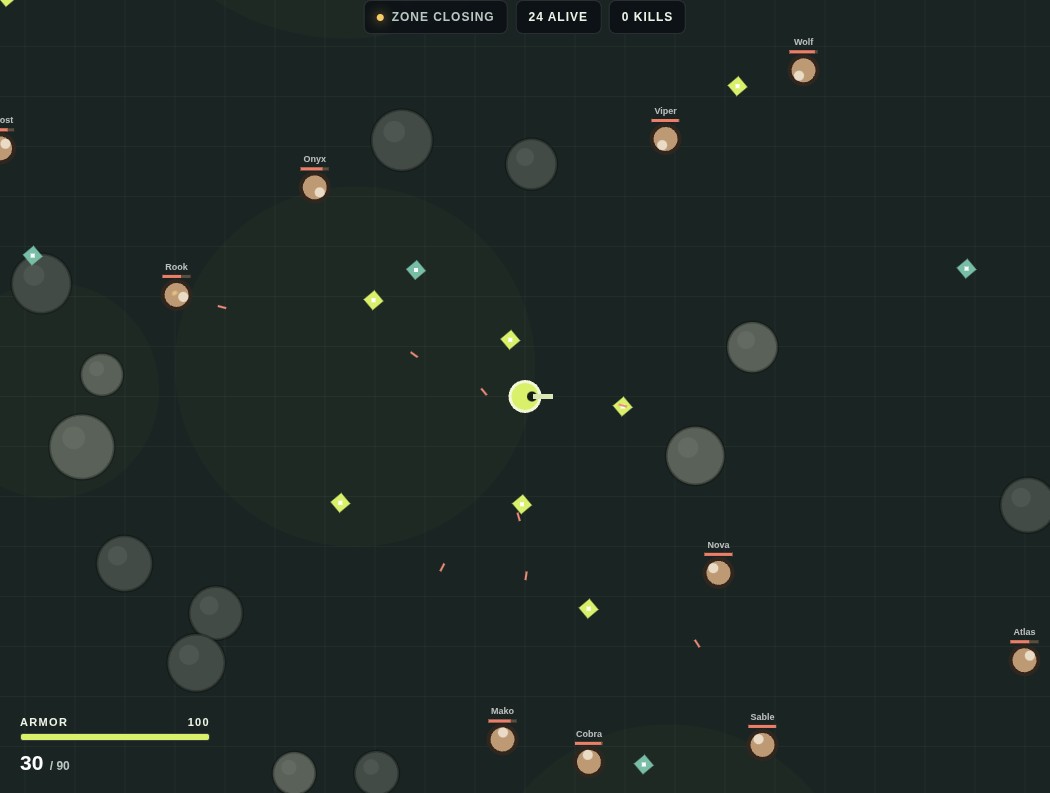 ZONE CLOSING
24 ALIVE
0 KILLS
Wolf
Viper
ost
Onyx
Rook
Nova
Atlas
Mako
Cobra
Sable
ARMOR 100
30 / 90